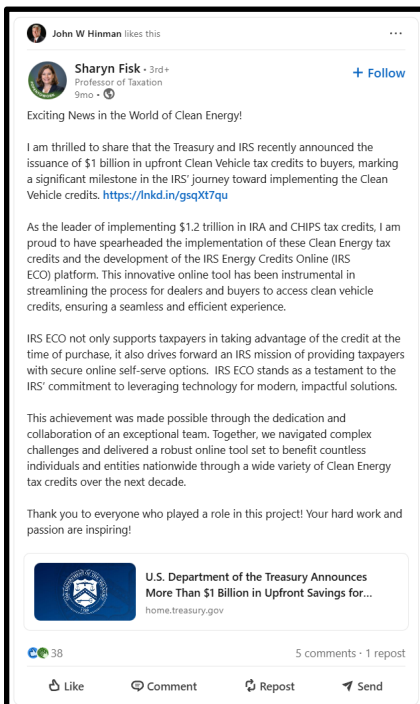 John W Hinman likes this
Sharyn Fisk • 3rd+
Professor of Taxation
9mo •
+ Follow
Exciting News in the World of Clean Energy!
I am thrilled to share that the Treasury and IRS recently announced the
issuance of $1 billion in upfront Clean Vehicle tax credits to buyers, marking
a significant milestone in the IRS' journey toward implementing the Clean
Vehicle credits. https://lnkd.in/gsqXt7qu
As the leader of implementing $1.2 trillion in IRA and CHIPS tax credits, I am
proud to have spearheaded the implementation of these Clean Energy tax
credits and the development of the IRS Energy Credits Online (IRS
ECO) platform. This innovative online tool has been instrumental in
streamlining the process for dealers and buyers to access clean vehicle
credits, ensuring a seamless and efficient experience.
IRS ECO not only supports taxpayers in taking advantage of the credit at the
time of purchase, it also drives forward an IRS mission of providing taxpayers
with secure online self-serve options. IRS ECO stands as a testament to the
IRS' commitment to leveraging technology for modern, impactful solutions.
This achievement was made possible through the dedication and
collaboration of an exceptional team. Together, we navigated complex
challenges and delivered a robust online tool set to benefit countless
individuals and entities nationwide through a wide variety of Clean Energy
tax credits over the next decade.
Thank you to everyone who played a role in this project! Your hard work and
passion are inspiring!
U.S. Department of the Treasury Announces
More Than $1 Billion in Upfront Savings for...
home.treasury.gov
38
5 comments • 1 repost
Like
Comment
Repost
Send